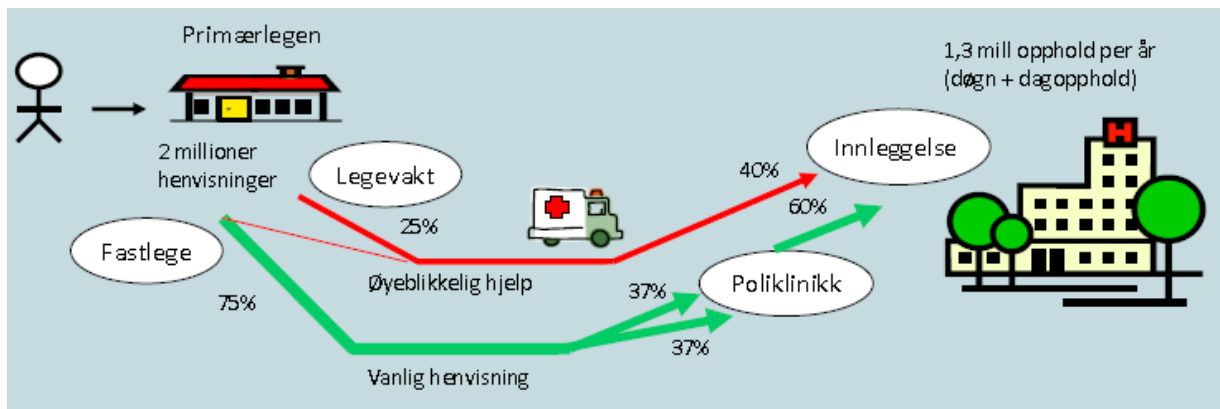 Primærlegen
1,3 mill opphold per år
(døgn + dagopphold)
H
2 millioner
henvisninger
Legevakt
Innleggelse
40%
25%
60%
Fastlege
Øyeblikkelig hjelp
37%
Poliklinikk
75%
37%
Vanlig henvisning